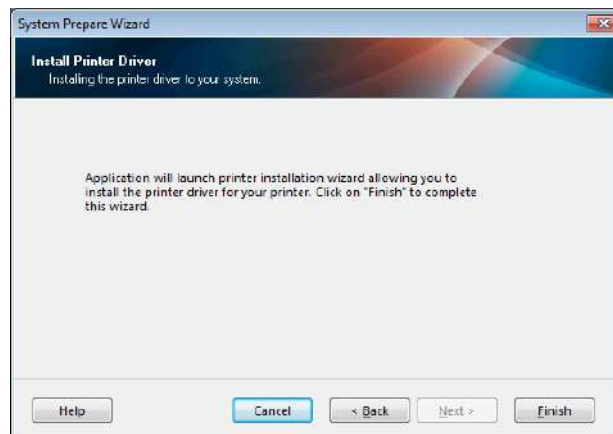 System Prepare Wizard
Install Printer Driver
Installing the printer driver to your system.
Application will launch printer installation wizard allowing you to
install the printer driver for your printer. Click on "Finish" to complete
this wizard.
Help
Cancel
< Back
Next >
Finish